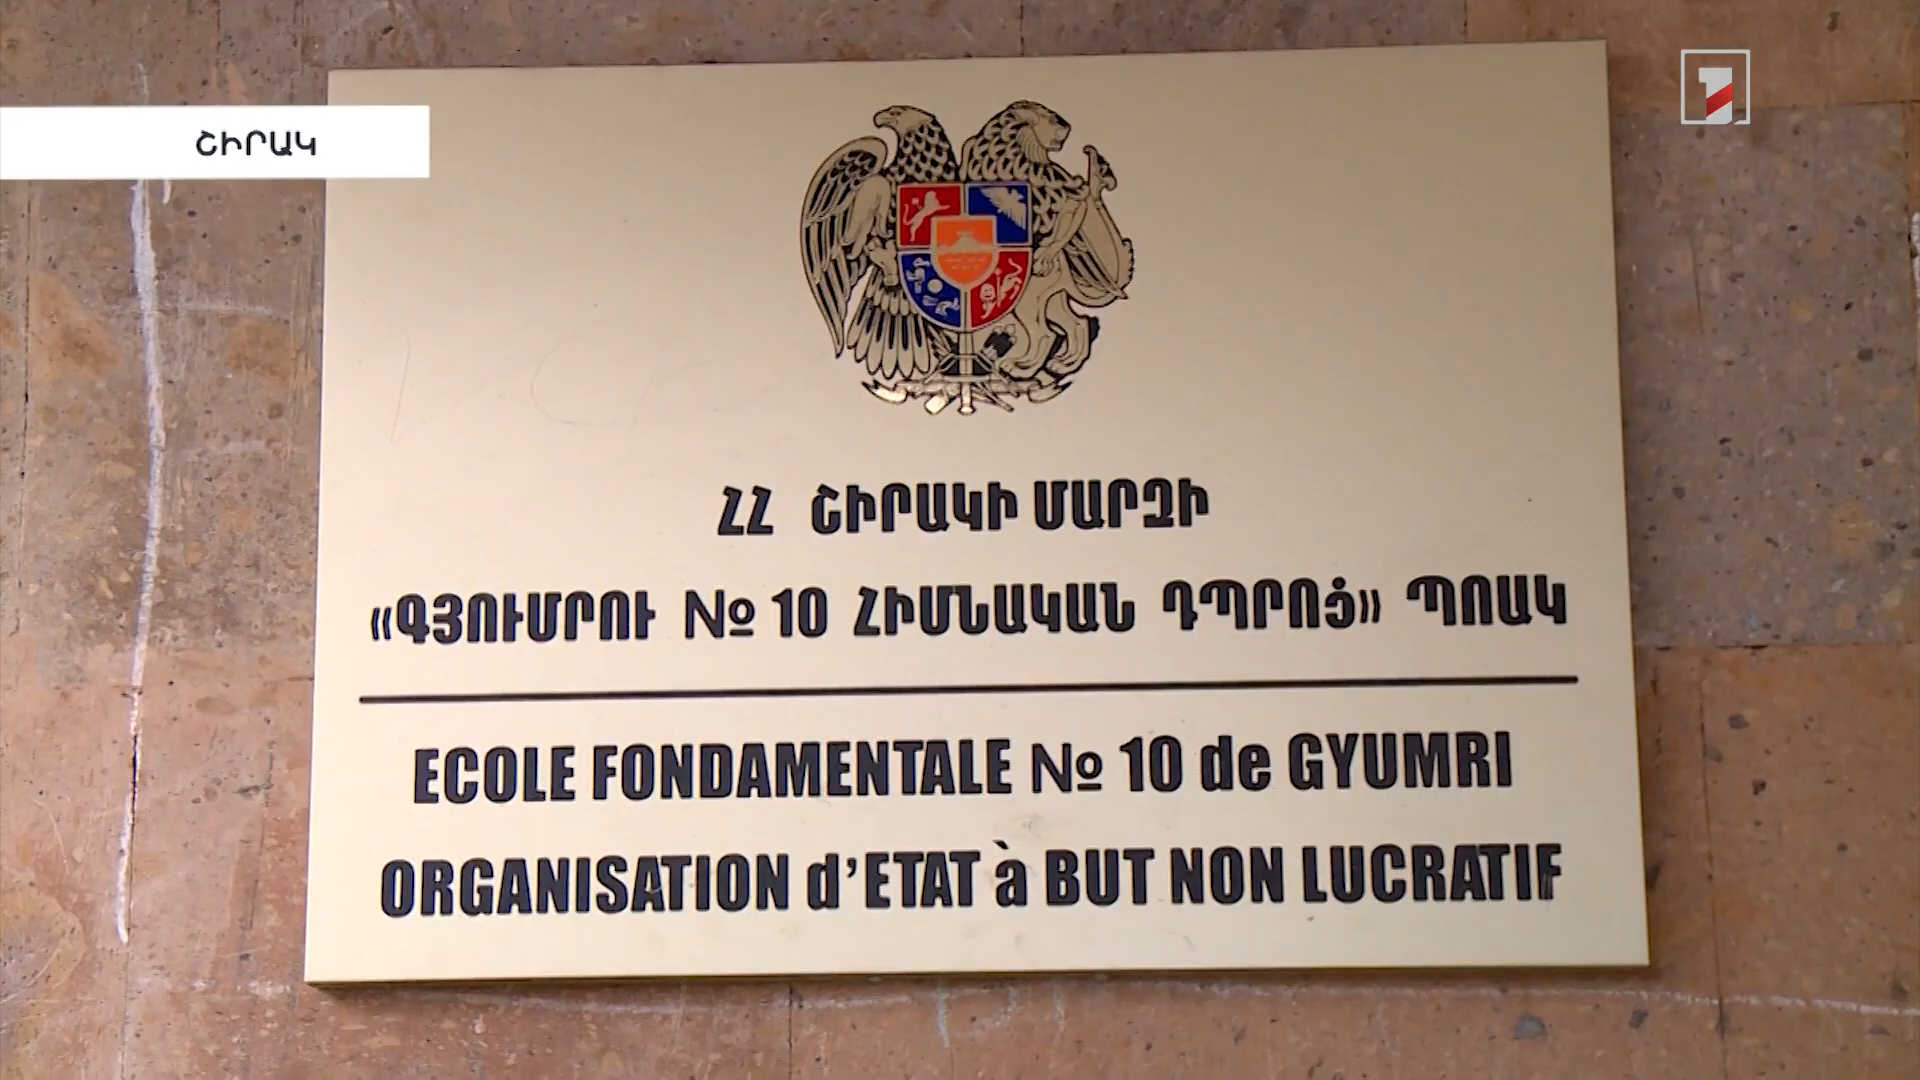 ՇԻՐԱԿ
ՀՀ ՇԻՐԱԿԻ ՄԱՐԶԻ
«ԳՅՈՒՄՐՈՒ № 10 ՀԻՄՆԱԿԱՆ ԴՊՐՈՑ» ՊՈԱԿ
ECOLE FONDAMENTALE № 10 de GYUMRI
ORGANISATION d’ETAT à BUT NON LUCRATIF